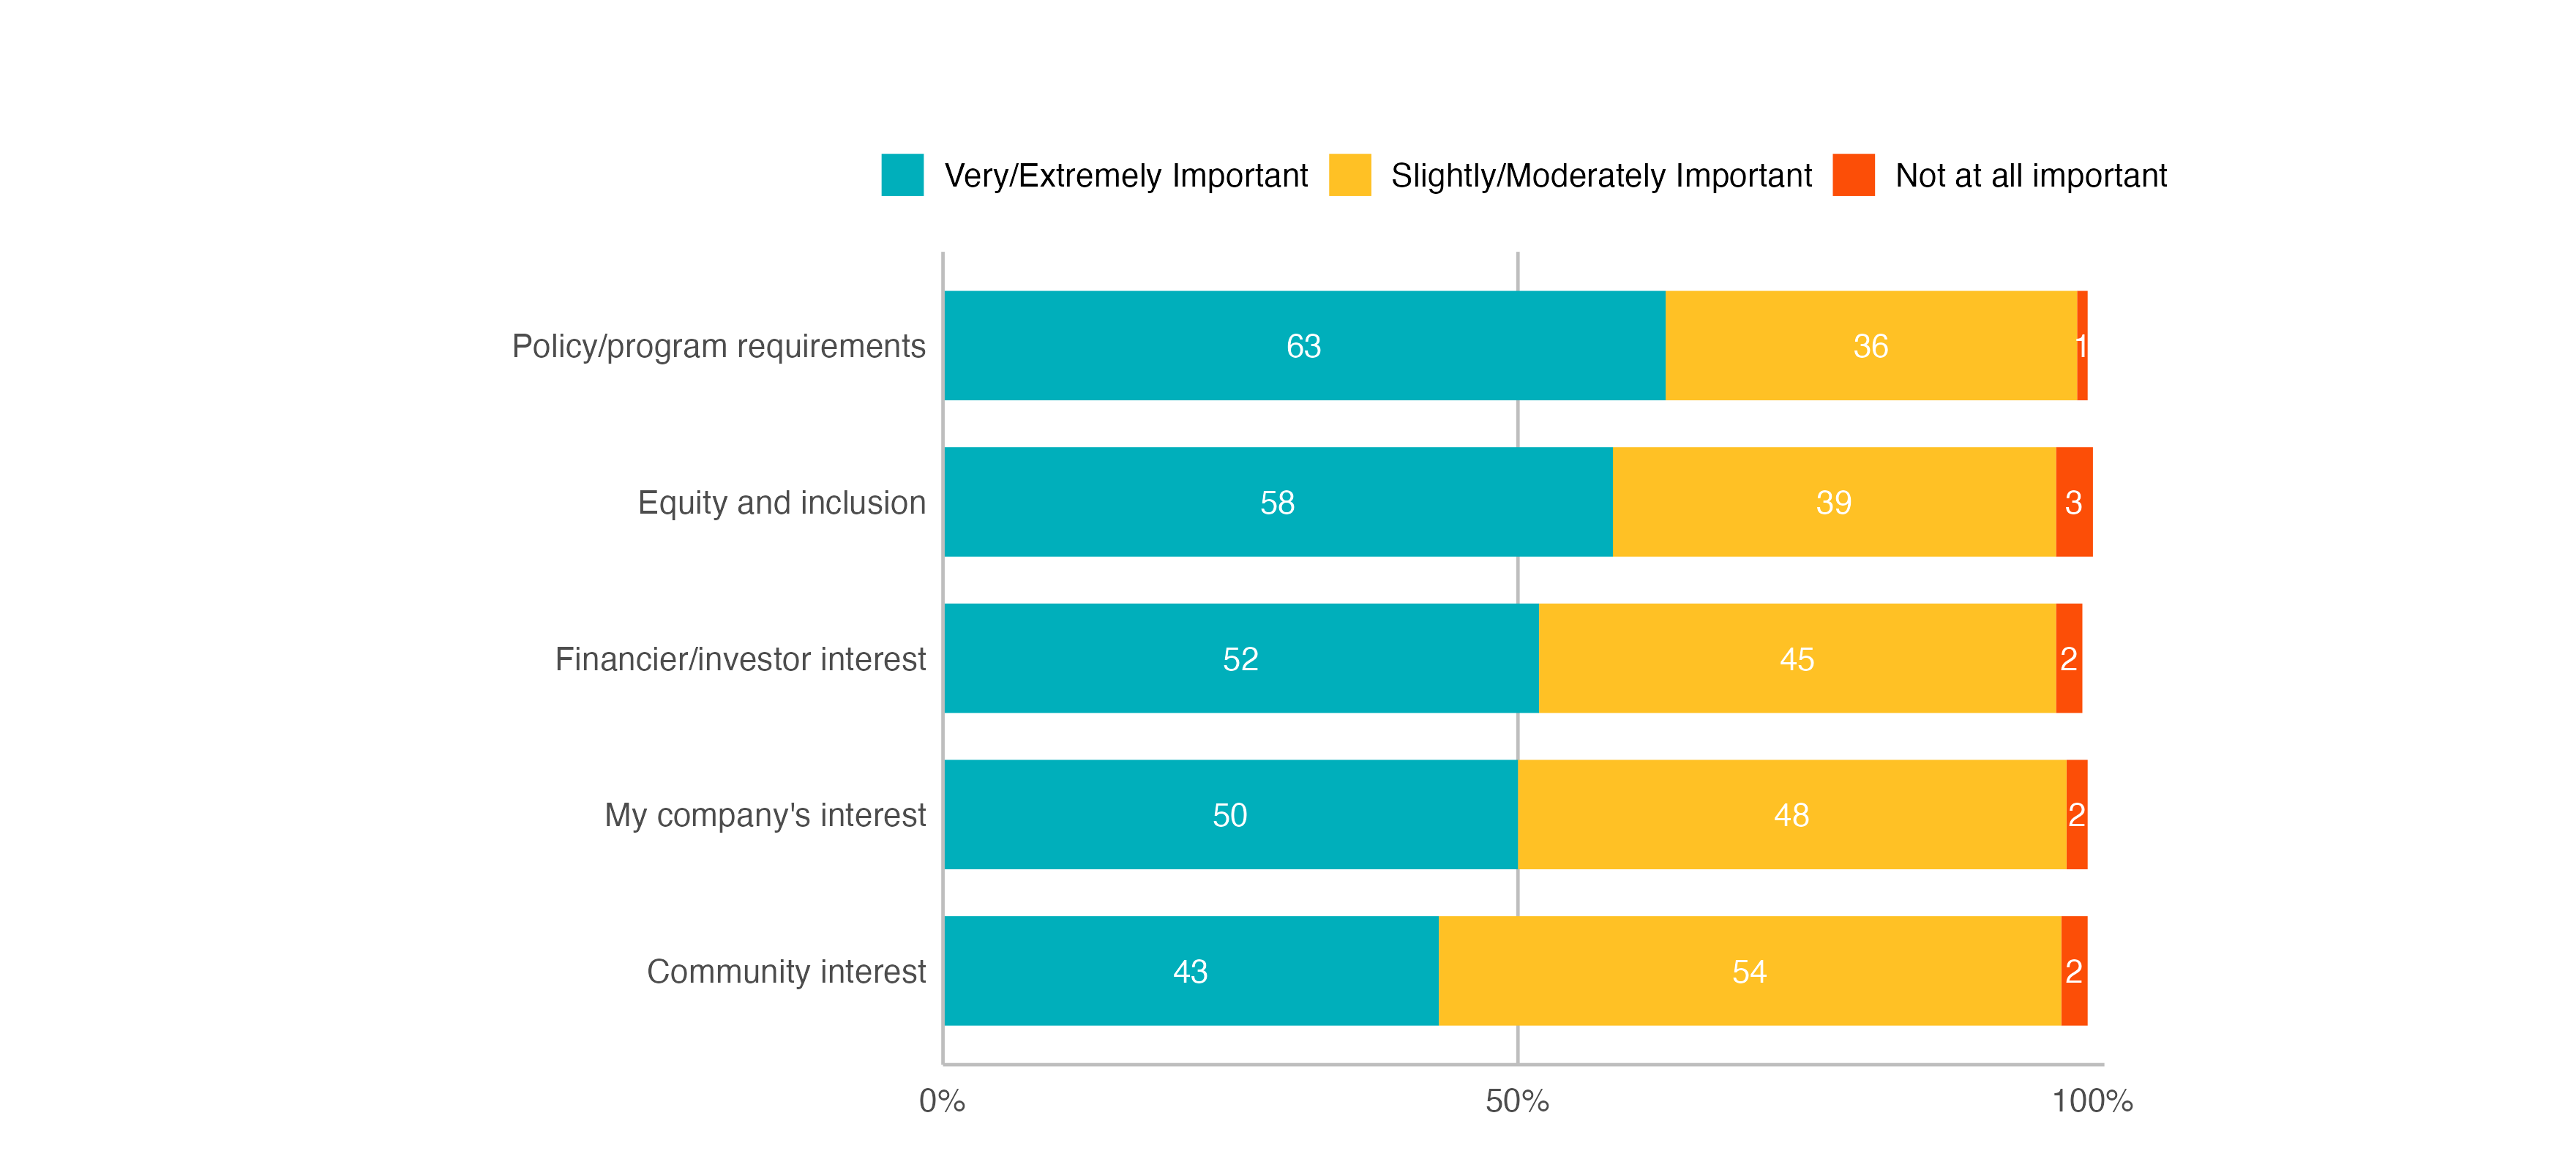 Very/Extremely Important Slightly/Moderately Important Not at all important
Policy/program requirements 63 36 1
Equity and inclusion 58 39 3
Financier/investor interest 52 45 2
My company's interest 50 48 2
Community interest 43 54 2
0% 50% 100%